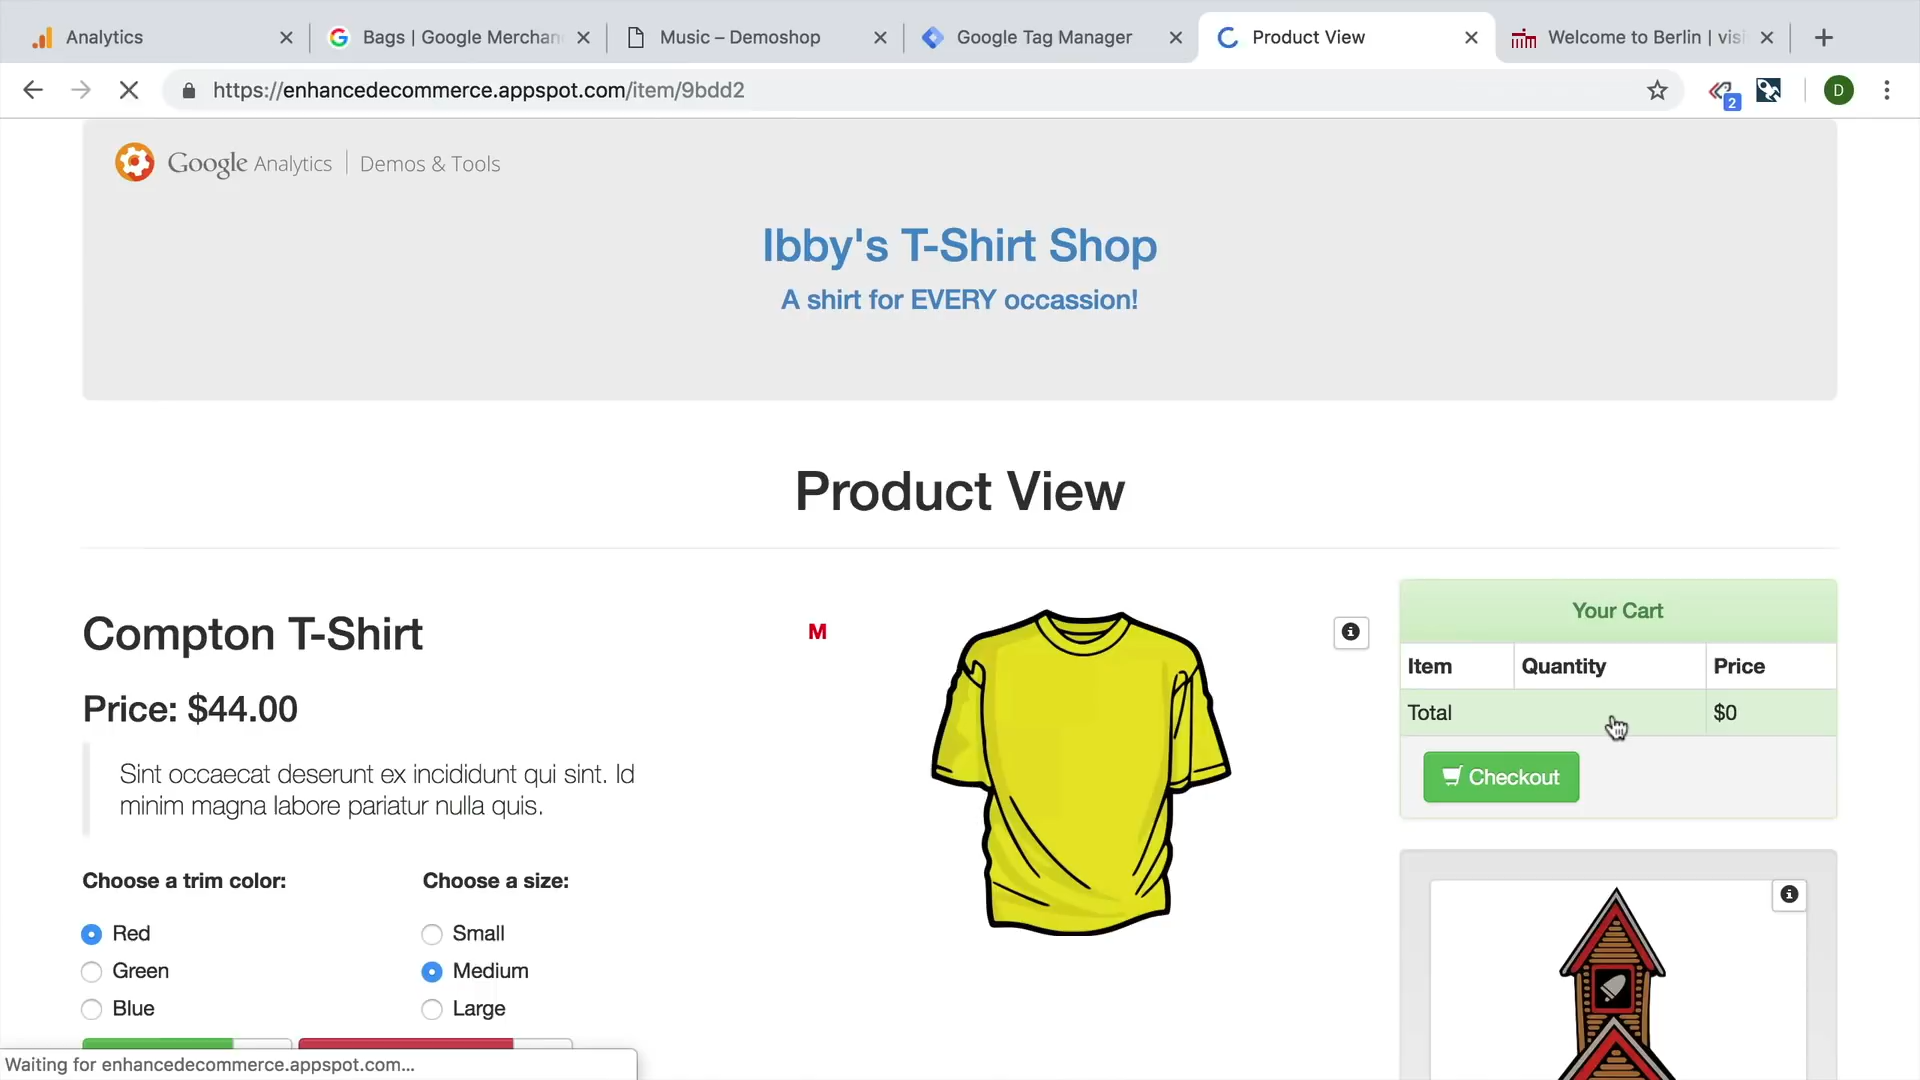 Analytics
Bags | Google Merchan
Music – Demoshop
Google Tag Manager
Product View
Welcome to Berlin | visi
https://enhancedecommerce.appspot.com/item/9bdd2
2
D
Google Analytics | Demos & Tools
Ibby's T-Shirt Shop
A shirt for EVERY occassion!
Product View
Compton T-Shirt
M
Price: $44.00
Sint occaecat deserunt ex incididunt qui sint. Id
minim magna labore pariatur nulla quis.
Choose a trim color:
Red
Green
Blue
Choose a size:
Small
Medium
Large
Your Cart
Item Quantity Price
Total $0
Checkout
Waiting for enhancedecommerce.appspot.com...